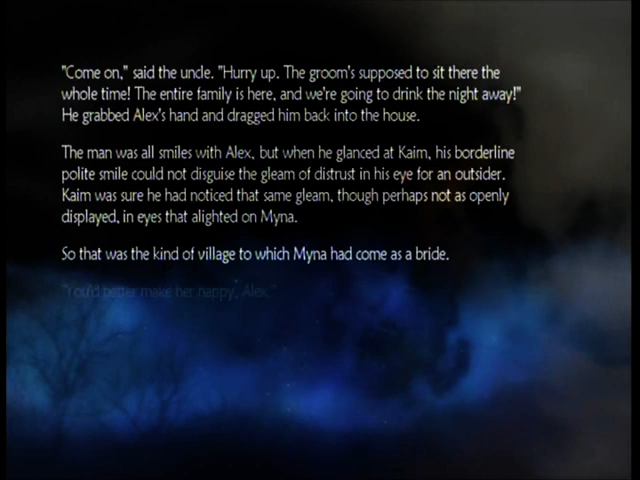 "Come on," said the uncle. "Hurry up. The groom's supposed to sit there the
whole time! The entire family is here, and we're going to drink the night away!"
He grabbed Alex's hand and dragged him back into the house.
The man was all smiles with Alex, but when he glanced at Kaim, his borderline
polite smile could not disguise the gleam of distrust in his eye for an outsider.
Kaim was sure he had noticed that same gleam, though perhaps not as openly
displayed, in eyes that alighted on Myna.
So that was the kind of village to which Myna had come as a bride.
"You'd better make her happy, Alex."